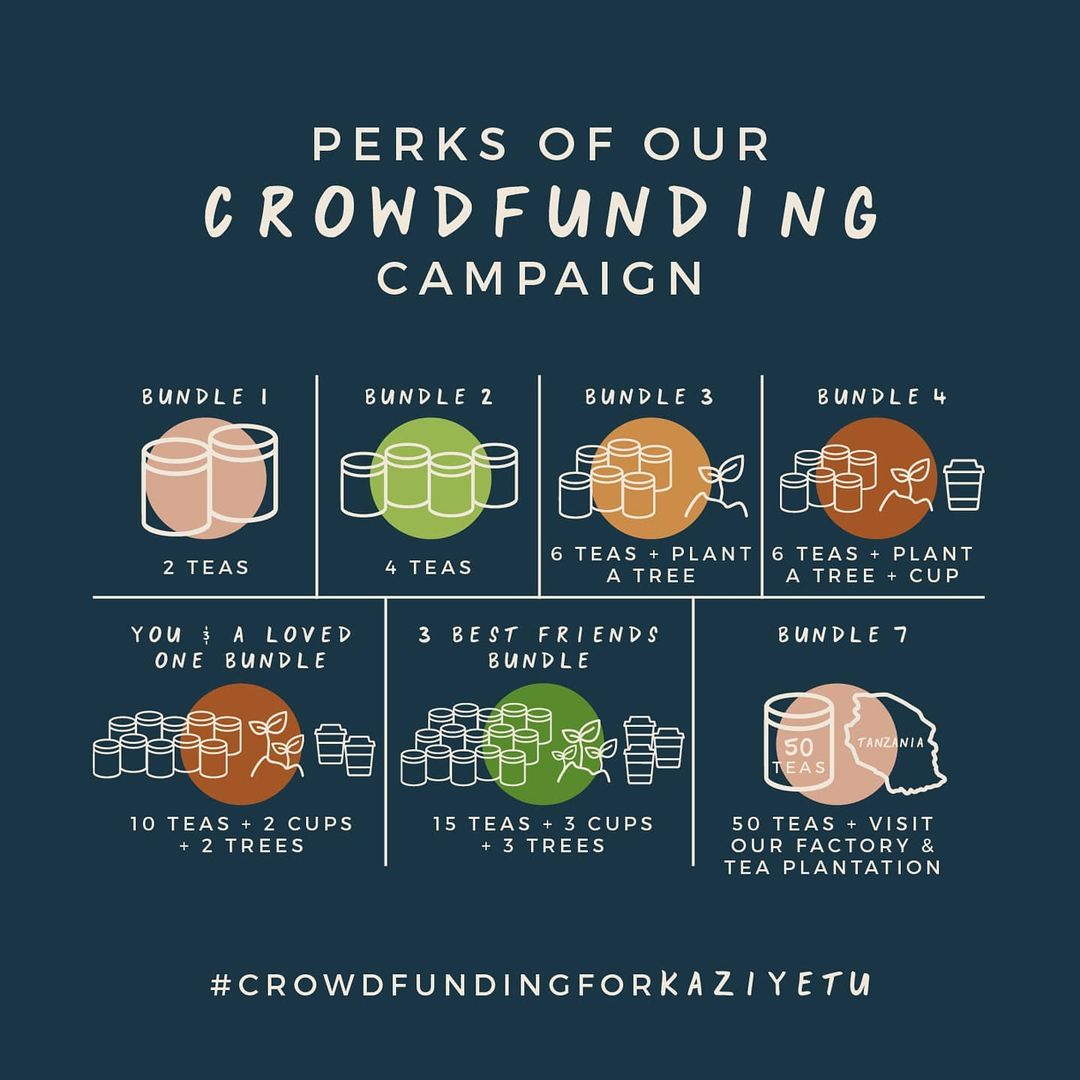 PERKS OF OUR
CROWDFUNDING
CAMPAIGN
BUNDLE 1
2 TEAS
BUNDLE 2
4 TEAS
BUNDLE 3
6 TEAS + PLANT
A TREE
BUNDLE 4
6 TEAS + PLANT
A TREE + CUP
YOU & A LOVED
ONE BUNDLE
10 TEAS + 2 CUPS
+ 2 TREES
3 BEST FRIENDS
BUNDLE
15 TEAS + 3 CUPS
+ 3 TREES
BUNDLE 7
50
TEAS
TANZANIA
50 TEAS + VISIT
OUR FACTORY &
TEA PLANTATION
#CROWDFUNDINGFORKAZIYETU